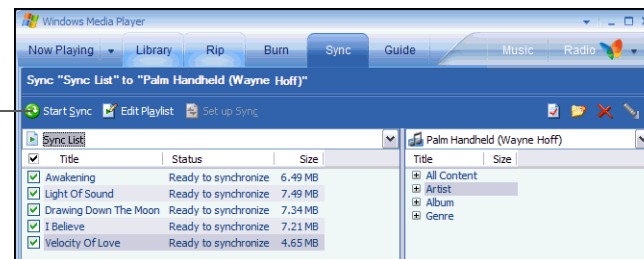 Windows Media Player
Now Playing Library Rip Burn Sync Guide Music Radio
Sync "Sync List" to "Palm Handheld (Wayne Hoff)"
Start Sync Edit Playlist Set up Sync
Sync List Palm Handheld (Wayne Hoff)
Title Status Size Title Size
Awakening Ready to synchronize 6.49 MB All Content
Light Of Sound Ready to synchronize 7.49 MB Artist
Drawing Down The Moon Ready to synchronize 7.34 MB Album
I Believe Ready to synchronize 7.21 MB Genre
Velocity Of Love Ready to synchronize 4.65 MB